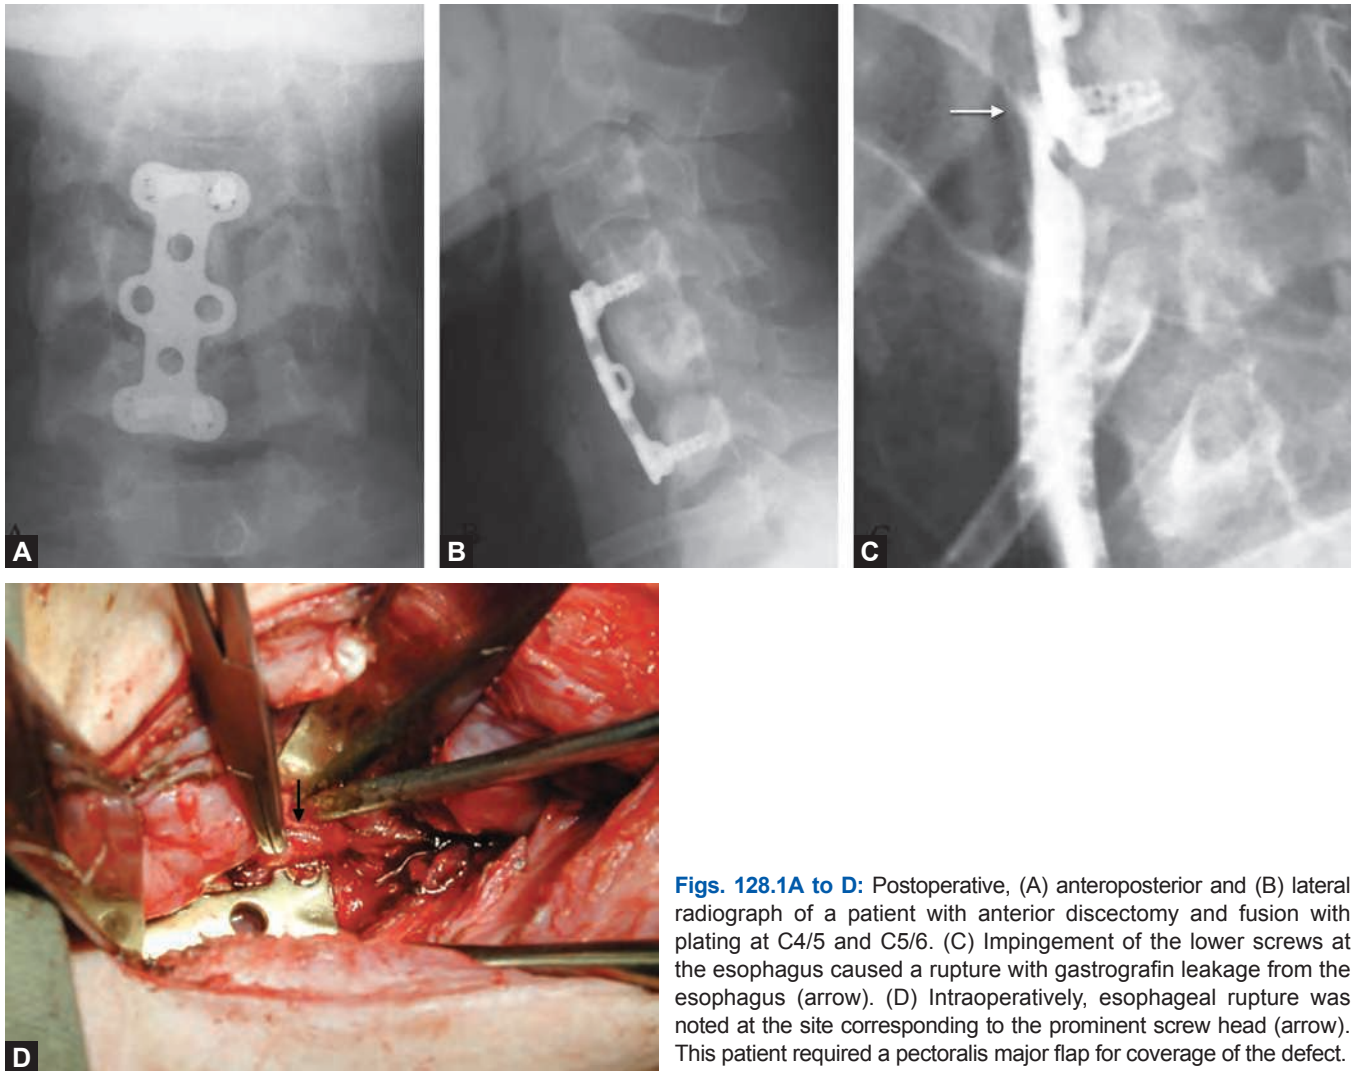 A
B
C
D
Figs. 128.1A to D: Postoperative, (A) anteroposterior and (B) lateral
radiograph of a patient with anterior discectomy and fusion with
plating at C4/5 and C5/6. (C) Impingement of the lower screws at
the esophagus caused a rupture with gastrografin leakage from the
esophagus (arrow). (D) Intraoperatively, esophageal rupture was
noted at the site corresponding to the prominent screw head (arrow).
This patient required a pectoralis major flap for coverage of the defect.